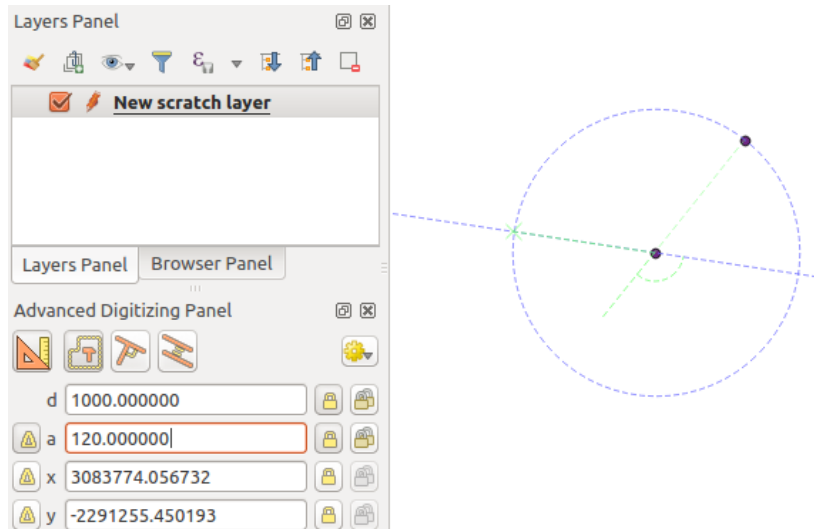 Layers Panel
New scratch layer
Layers Panel Browser Panel
Advanced Digitizing Panel
d 1000.000000
a 120.000000
x 3083774.056732
y -2291255.450193